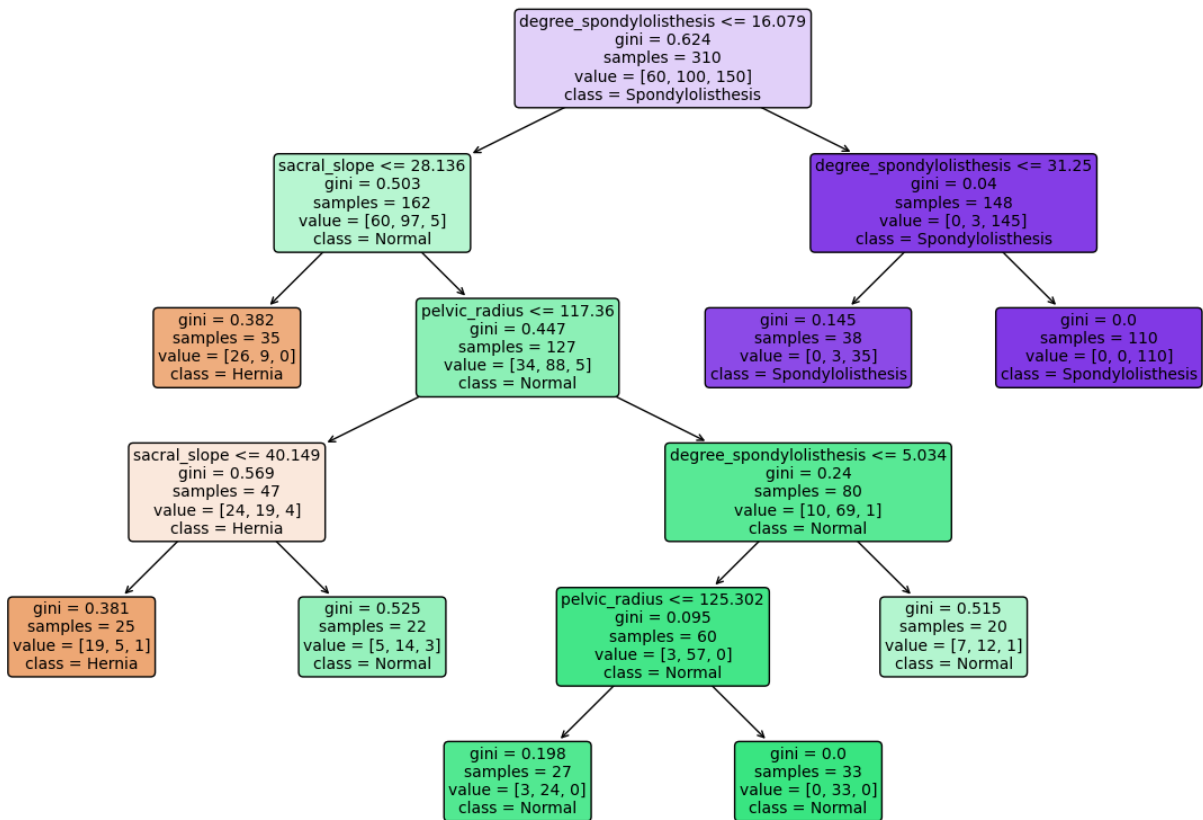 degree_spondylolisthesis <= 16.079
gini = 0.624
samples = 310
value = [60, 100, 150]
class = Spondylolisthesis
sacral_slope <= 28.136
gini = 0.503
samples = 162
value = [60, 97, 5]
class = Normal
degree_spondylolisthesis <= 31.25
gini = 0.04
samples = 148
value = [0, 3, 145]
class = Spondylolisthesis
gini = 0.382
samples = 35
value = [26, 9, 0]
class = Hernia
pelvic_radius <= 117.36
gini = 0.447
samples = 127
value = [34, 88, 5]
class = Normal
gini = 0.145
samples = 38
value = [0, 3, 35]
class = Spondylolisthesis
gini = 0.0
samples = 110
value = [0, 0, 110]
class = Spondylolisthesis
sacral_slope <= 40.149
gini = 0.569
samples = 47
value = [24, 19, 4]
class = Hernia
degree_spondylolisthesis <= 5.034
gini = 0.24
samples = 80
value = [10, 69, 1]
class = Normal
gini = 0.381
samples = 25
value = [19, 5, 1]
class = Hernia
gini = 0.525
samples = 22
value = [5, 14, 3]
class = Normal
pelvic_radius <= 125.302
gini = 0.095
samples = 60
value = [3, 57, 0]
class = Normal
gini = 0.515
samples = 20
value = [7, 12, 1]
class = Normal
gini = 0.198
samples = 27
value = [3, 24, 0]
class = Normal
gini = 0.0
samples = 33
value = [0, 33, 0]
class = Normal